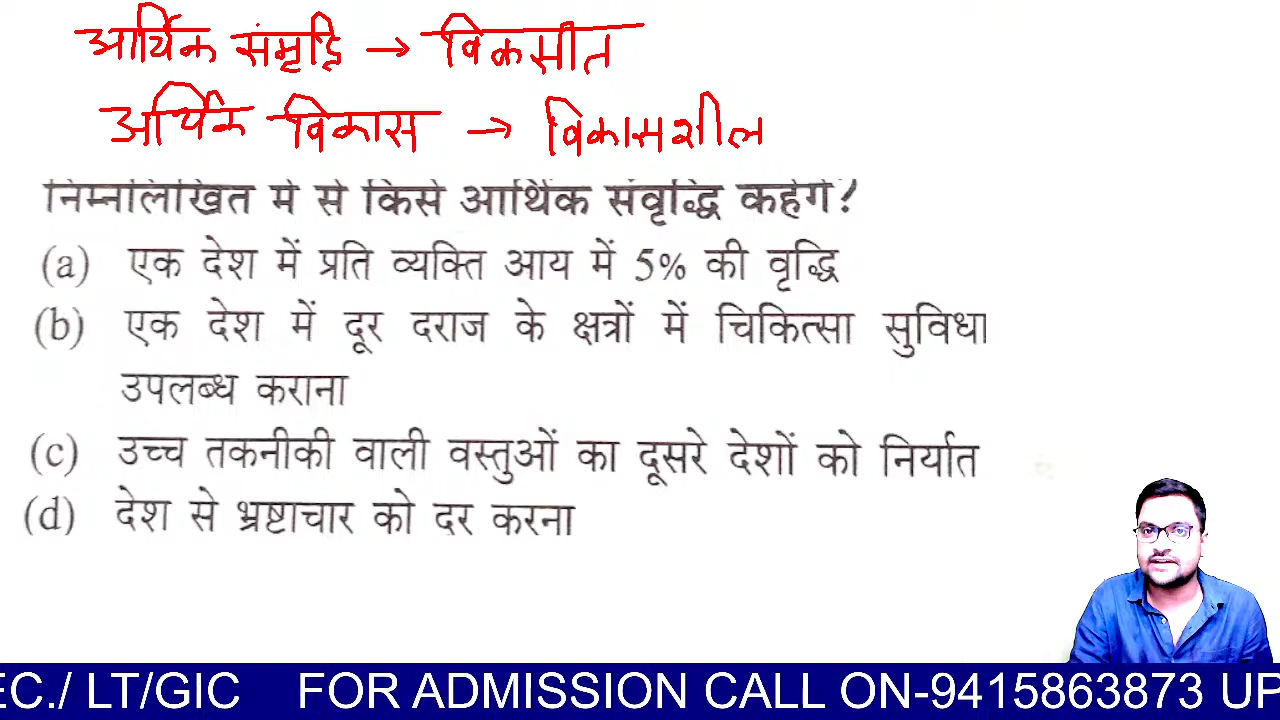 आर्थिक संमृद्धि → विकसीत
आर्थिक विकास → विकासशील
निम्नलिखित में से किसे आर्थिक संवृद्धि कहेंगे?
(a) एक देश में प्रति व्यक्ति आय में 5% की वृद्धि
(b) एक देश में दूर दराज के क्षत्रों में चिकित्सा सुविधा
उपलब्ध कराना
(c) उच्च तकनीकी वाली वस्तुओं का दूसरे देशों को निर्यात
(d) देश से भ्रष्टाचार को दर करना
EC./ LT/GIC FOR ADMISSION CALL ON-9415863873 UP